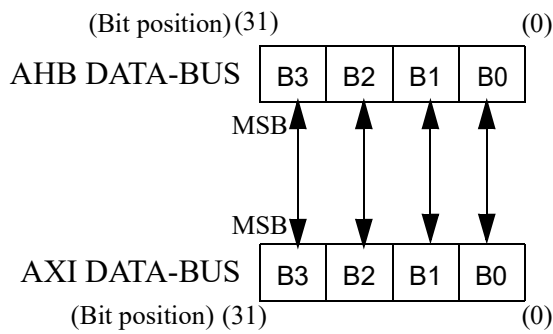 (Bit position) (31) (0)
AHB DATA-BUS B3 B2 B1 B0
MSB
MSB
AXI DATA-BUS B3 B2 B1 B0
(Bit position) (31) (0)